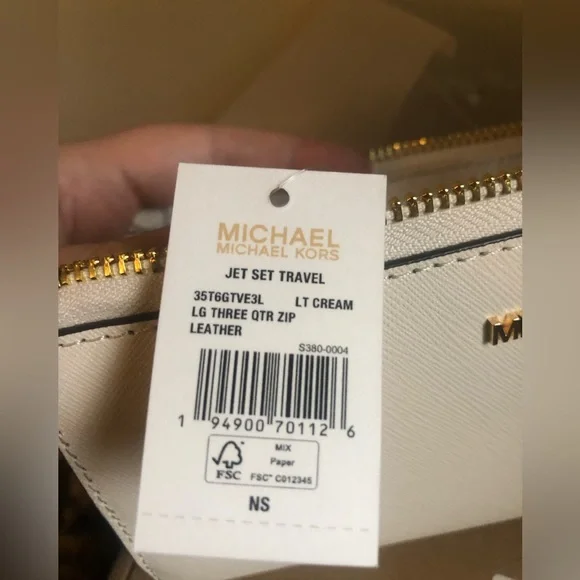 MICHAEL
MICHAEL KORS
JET SET TRAVEL
35T6GTVE3L LT CREAM
LG THREE QTR ZIP
LEATHER
S380-0004
1 94900 70112 6
FSC
MIX
Paper
FSC™ C012345
NS